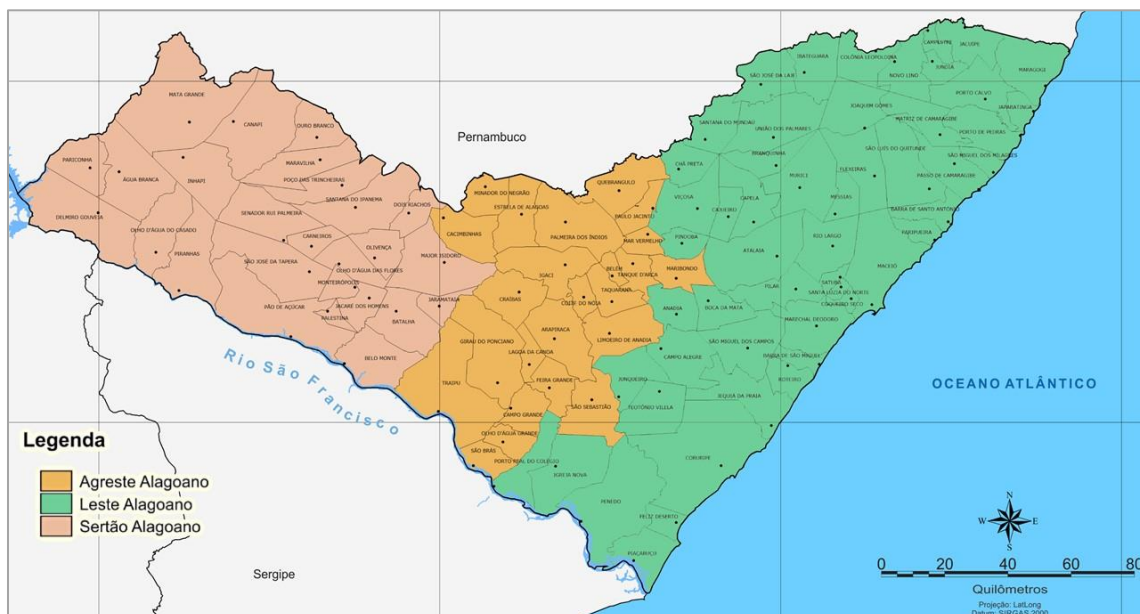 CAMPESTRE
JACUÍPE
IBATEGUARA
COLÔNIA LEOPOLDINA
JUNDIÁ
SÃO JOSÉ DA LAJE
NOVO LINO
MARAGOGI
MATA GRANDE
PORTO CALVO
JAPARATINGA
JOAQUIM GOMES
CANAPI
OURO BRANCO
SANTANA DO MUNDAÚ
MATRIZ DE CAMARAGIBE
Pernambuco
UNIÃO DOS PALMARES
PORTO DE PEDRAS
SÃO LUÍS DO QUITUNDE
PARICONHA
MARAVILHA
CHÃ PRETA
BRANQUINHA
SÃO MIGUEL DOS MILAGRES
ÁGUA BRANCA
INHAPI
POÇO DAS TRINCHEIRAS
FLEXEIRAS
PASSO DE CAMARAGIBE
MINADOR DO NEGRÃO
QUEBRANGULO
MURICI
SANTANA DO IPANEMA
ESTRELA DE ALAGOAS
VIÇOSA
CAPELA
DELMIRO GOUVEIA
SENADOR RUI PALMEIRA
DOIS RIACHOS
PAULO JACINTO
CAJUEIRO
MESSIAS
BARRA DE SANTO ANTÔNIO
OLHO D'ÁGUA DO CASADO
CACIMBINHAS
PALMEIRA DOS ÍNDIOS
MAR VERMELHO
PINDOBA
PARIPUEIRA
CARNEIROS
OLIVENÇA
ATALAIA
RIO LARGO
PIRANHAS
SÃO JOSÉ DA TAPERA
MAJOR ISIDORO
BELÉM
TANQUE D'ARCA
MARIBONDO
MACEIÓ
OLHO D'ÁGUA DAS FLORES
IGACI
MONTEIRÓPOLIS
TAQUARANA
PILAR
SATUBA
SANTA LUZIA DO NORTE
COQUEIRO SECO
PÃO DE AÇÚCAR
JACARÉ DOS HOMENS
JARAMATAIA
CRAÍBAS
COITÉ DO NÓIA
BOCA DA MATA
PALESTINA
BATALHA
ANADIA
MARECHAL DEODORO
ARAPIRACA
LIMOEIRO DE ANADIA
GIRAU DO PONCIANO
SÃO MIGUEL DOS CAMPOS
LAGOA DA CANOA
CAMPO ALEGRE
BARRA DE SÃO MIGUEL
BELO MONTE
ROTEIRO
Rio São Francisco
TRAIPU
FEIRA GRANDE
JUNQUEIRO
OCEANO ATLÂNTICO
JEQUIÁ DA PRAIA
SÃO SEBASTIÃO
TEOTÔNIO VILELA
CAMPO GRANDE
OLHO D'ÁGUA GRANDE
SÃO BRÁS
PORTO REAL DO COLÉGIO
CORURIPE
IGREJA NOVA
PENEDO
FELIZ DESERTO
PIAÇABUÇU
Sergipe
Legenda
Agreste Alagoano
Leste Alagoano
Sertão Alagoano
N
W E
S
0 20 40 60 80
Quilômetros
Projeção: LatLong
Datum: SIRGAS 2000